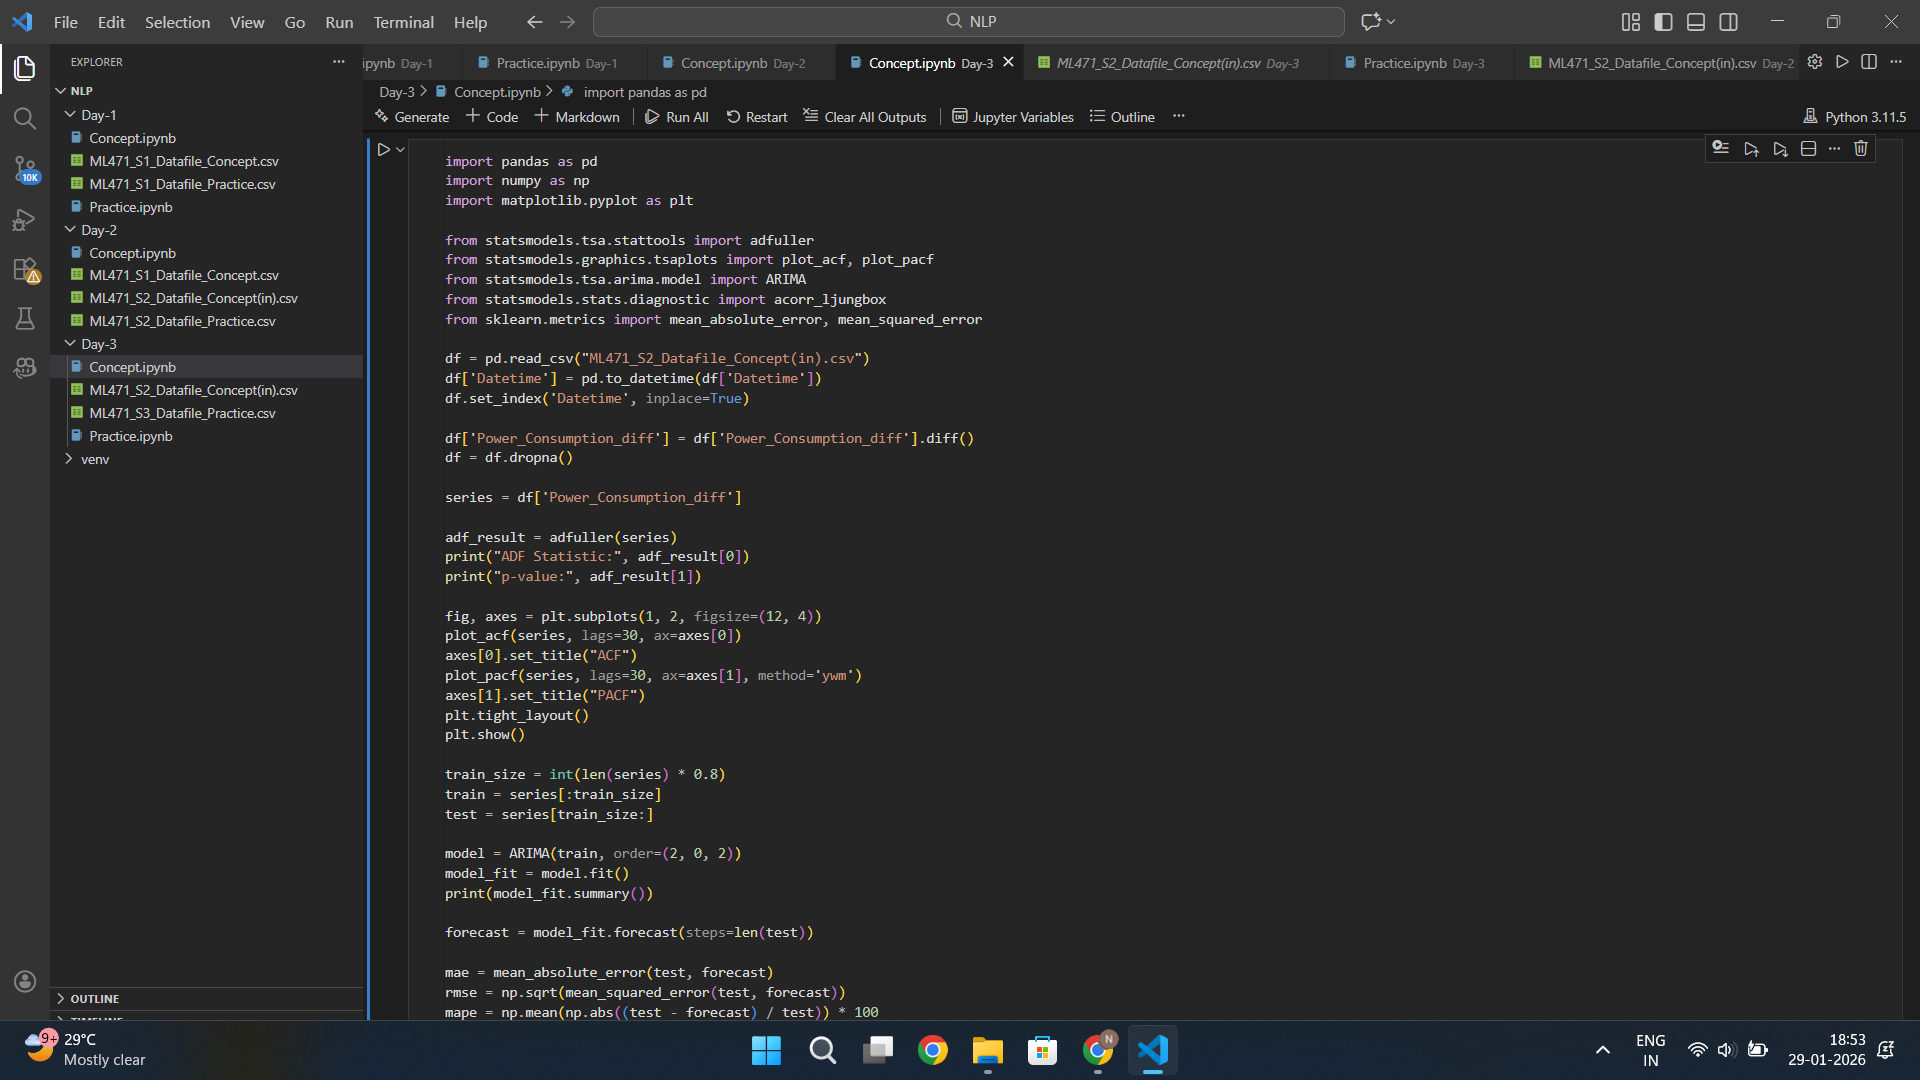 File Edit Selection View Go Run Terminal Help
NLP
EXPLORER
ipynb Day-1
Practice.ipynb Day-1
Concept.ipynb Day-2
Concept.ipynb Day-3
ML471_S2_Datafile_Concept(in).csv Day-3
Practice.ipynb Day-3
ML471_S2_Datafile_Concept(in).csv Day-2
Day-3 > Concept.ipynb > import pandas as pd
Generate + Code + Markdown Run All Restart Clear All Outputs Jupyter Variables Outline
Python 3.11.5
NLP
Day-1
Concept.ipynb
ML471_S1_Datafile_Concept.csv
ML471_S1_Datafile_Practice.csv
Practice.ipynb
Day-2
Concept.ipynb
ML471_S1_Datafile_Concept.csv
ML471_S2_Datafile_Concept(in).csv
ML471_S2_Datafile_Practice.csv
Day-3
Concept.ipynb
ML471_S2_Datafile_Concept(in).csv
ML471_S3_Datafile_Practice.csv
Practice.ipynb
venv
10K
OUTLINE
TIMELINE
import pandas as pd
import numpy as np
import matplotlib.pyplot as plt
from statsmodels.tsa.stattools import adfuller
from statsmodels.graphics.tsaplots import plot_acf, plot_pacf
from statsmodels.tsa.arima.model import ARIMA
from statsmodels.stats.diagnostic import acorr_ljungbox
from sklearn.metrics import mean_absolute_error, mean_squared_error
df = pd.read_csv("ML471_S2_Datafile_Concept(in).csv")
df['Datetime'] = pd.to_datetime(df['Datetime'])
df.set_index('Datetime', inplace=True)
df['Power_Consumption_diff'] = df['Power_Consumption_diff'].diff()
df = df.dropna()
series = df['Power_Consumption_diff']
adf_result = adfuller(series)
print("ADF Statistic:", adf_result[0])
print("p-value:", adf_result[1])
fig, axes = plt.subplots(1, 2, figsize=(12, 4))
plot_acf(series, lags=30, ax=axes[0])
axes[0].set_title("ACF")
plot_pacf(series, lags=30, ax=axes[1], method='ywm')
axes[1].set_title("PACF")
plt.tight_layout()
plt.show()
train_size = int(len(series) * 0.8)
train = series[:train_size]
test = series[train_size:]
model = ARIMA(train, order=(2, 0, 2))
model_fit = model.fit()
print(model_fit.summary())
forecast = model_fit.forecast(steps=len(test))
mae = mean_absolute_error(test, forecast)
rmse = np.sqrt(mean_squared_error(test, forecast))
mape = np.mean(np.abs((test - forecast) / test)) * 100
9+
29°C
Mostly clear
N
ENG
IN
18:53
29-01-2026